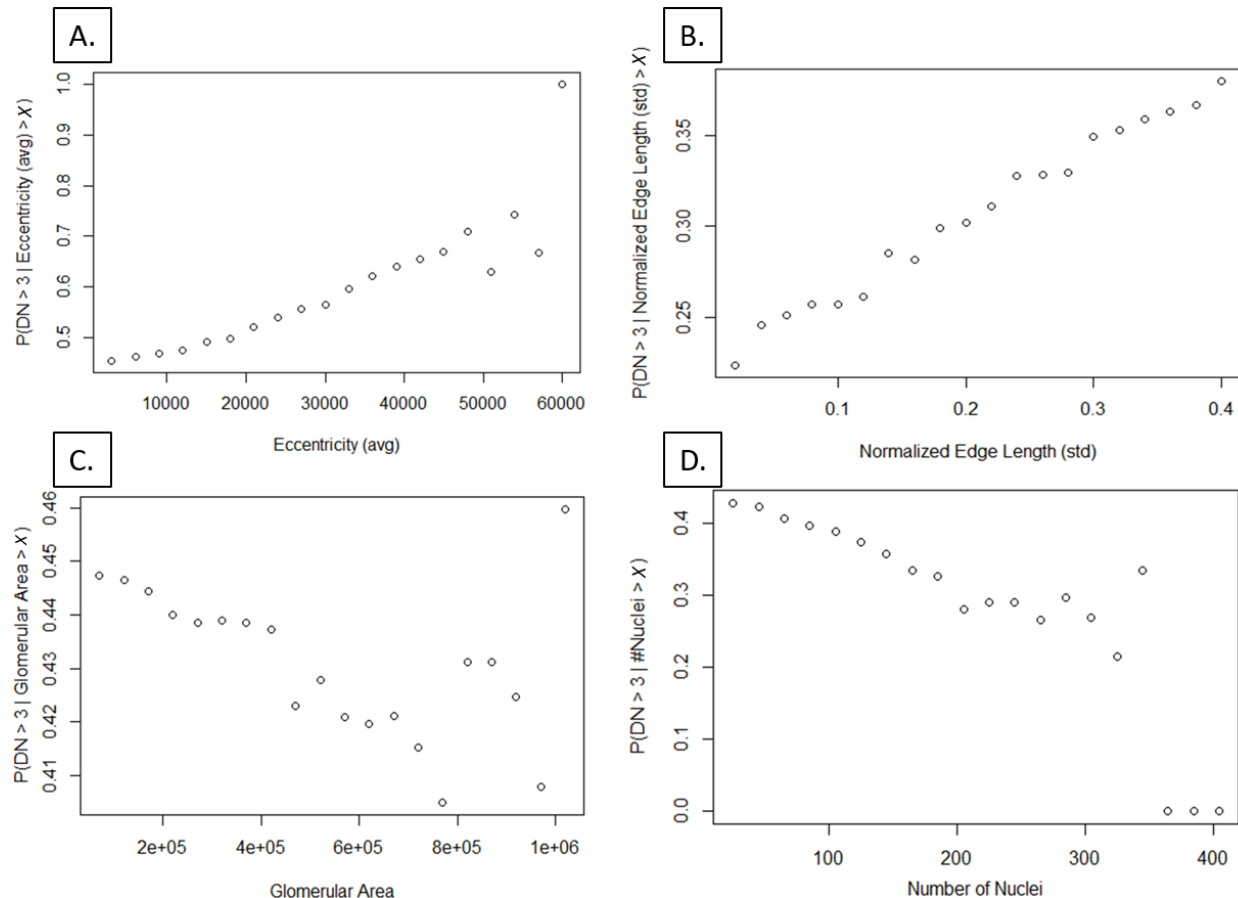 A.
P(DN > 3 | Eccentricity (avg) > X)
1.0
0.9
0.8
0.7
0.6
0.5
10000 20000 30000 40000 50000 60000
Eccentricity (avg)
B.
P(DN > 3 | Normalized Edge Length (std) > X)
0.35
0.30
0.25
0.1 0.2 0.3 0.4
Normalized Edge Length (std)
C.
P(DN > 3 | Glomerular Area > X)
0.46
0.45
0.44
0.43
0.42
0.41
2e+05 4e+05 6e+05 8e+05 1e+06
Glomerular Area
D.
P(DN > 3 | #Nuclei > X)
0.4
0.3
0.2
0.1
0.0
100 200 300 400
Number of Nuclei